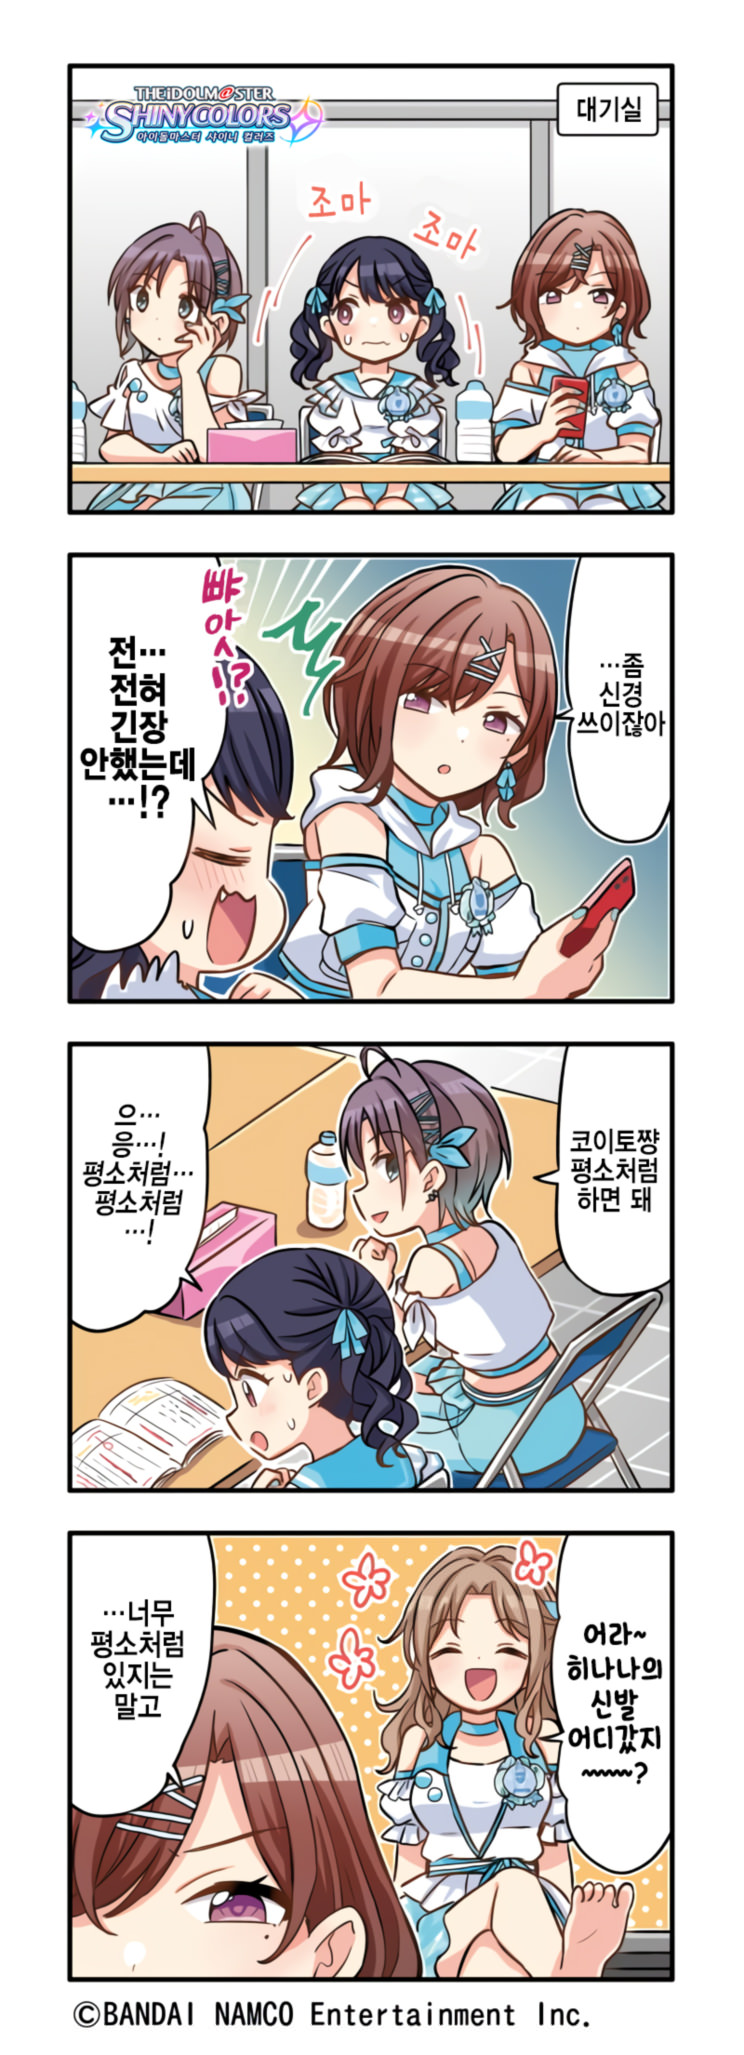 THE iDOLM@STER
SHINYCOLORS
아이돌마스터 샤이니 컬러즈
대기실
조마
조마
…좀
신경
쓰이잖아
뺘
앗
!?
전…
전혀
긴장
안했는데
…!?
코이토쨩
평소처럼
하면 돼
으…
응…!
평소처럼…
평소처럼
…!
어라~
히나나의
신발
어디갔지
~~~~?
…너무
평소처럼
있지는
말고
©BANDAI NAMCO Entertainment Inc.